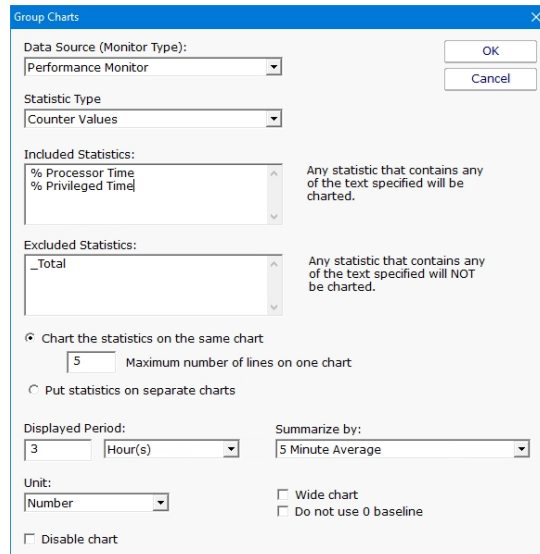 Group Charts
Data Source (Monitor Type):
Performance Monitor
OK
Cancel
Statistic Type
Counter Values
Included Statistics:
% Processor Time
% Privileged Time
Any statistic that contains any
of the text specified will be
charted.
Excluded Statistics:
_Total
Any statistic that contains any
of the text specified will NOT
be charted.
Chart the statistics on the same chart
5 Maximum number of lines on one chart
Put statistics on separate charts
Displayed Period:
3 Hour(s)
Summarize by:
5 Minute Average
Unit:
Number
Wide chart
Do not use 0 baseline
Disable chart